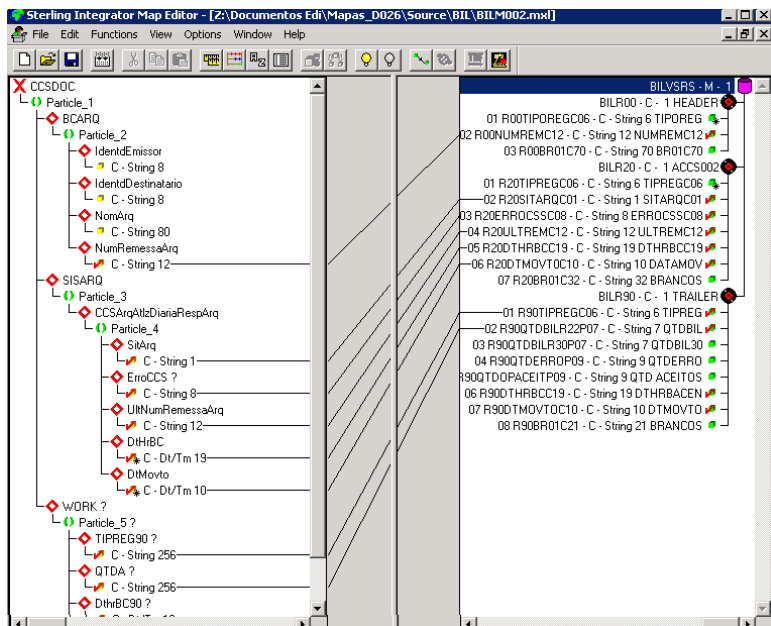 Sterling Integrator Map Editor - [Z:\Documentos Edi\Mapas_D026\Source\BIL\BILM002.mxl]
File Edit Functions View Options Window Help
CCSDOC
Particle_1
BCARQ
Particle_2
IdentdEmissor
C - String 8
IdentdDestinatario
C - String 8
NomArq
C - String 80
NumRemessaArq
C - String 12
SISARQ
Particle_3
CCSArqAtlzDiariaRespArq
Particle_4
SitArq
C - String 1
ErroCCS ?
C - String 8
UltNumRemessaArq
C - String 12
DtHrBC
C - Dt/Tm 19
DtMovto
C - Dt/Tm 10
WORK ?
Particle_5 ?
TIPREG90 ?
C - String 256
QTDA ?
C - String 256
DthrBC90 ?
BILVSRS - M - 1
BILR00 - C - 1 HEADER
01 R00TIPOREGC06 - C - String 6 TIPOREG
02 R00NUMREMC12 - C - String 12 NUMREMC12
03 R00BR01C70 - C - String 70 BR01C70
BILR20 - C - 1 ACCS002
01 R20TIPREGC06 - C - String 6 TIPREGC06
02 R20SITARQC01 - C - String 1 SITARQC01
03 R20ERROCSSC08 - C - String 8 ERROCSSC08
04 R20ULTREMC12 - C - String 12 ULTREMC12
05 R20DTHRBCC19 - C - String 19 DTHRBCC19
06 R20DTMOVTOC10 - C - String 10 DATAMOV
07 R20BR01C32 - C - String 32 BRANCOS
BILR90 - C - 1 TRAILER
01 R90TIPREGC06 - C - String 6 TIPREG
02 R90QTDBILR22P07 - C - String 7 QTDBIL
03 R90QTDBILR30P07 - C - String 7 QTDBIL30
04 R90QTDERROP09 - C - String 9 QTDERRO
R90QTDOPACEITP09 - C - String 9 QTD ACEITOS
06 R90DTHRBCC19 - C - String 19 DTHRBACEN
07 R90DTMOVTOC10 - C - String 10 DTMOVTO
08 R90BR01C21 - C - String 21 BRANCOS